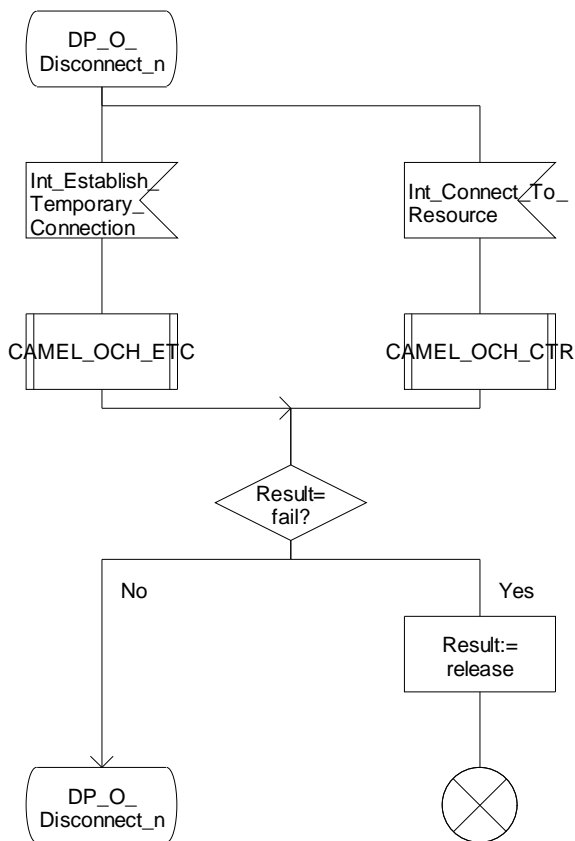 DP_O_
Disconnect_n
Int_Establish_
Temporary_
Connection
Int_Connect_To_
Resource
CAMEL_OCH_ETC
CAMEL_OCH_CTR
Result=
fail?
No
Yes
Result:=
release
DP_O_
Disconnect_n